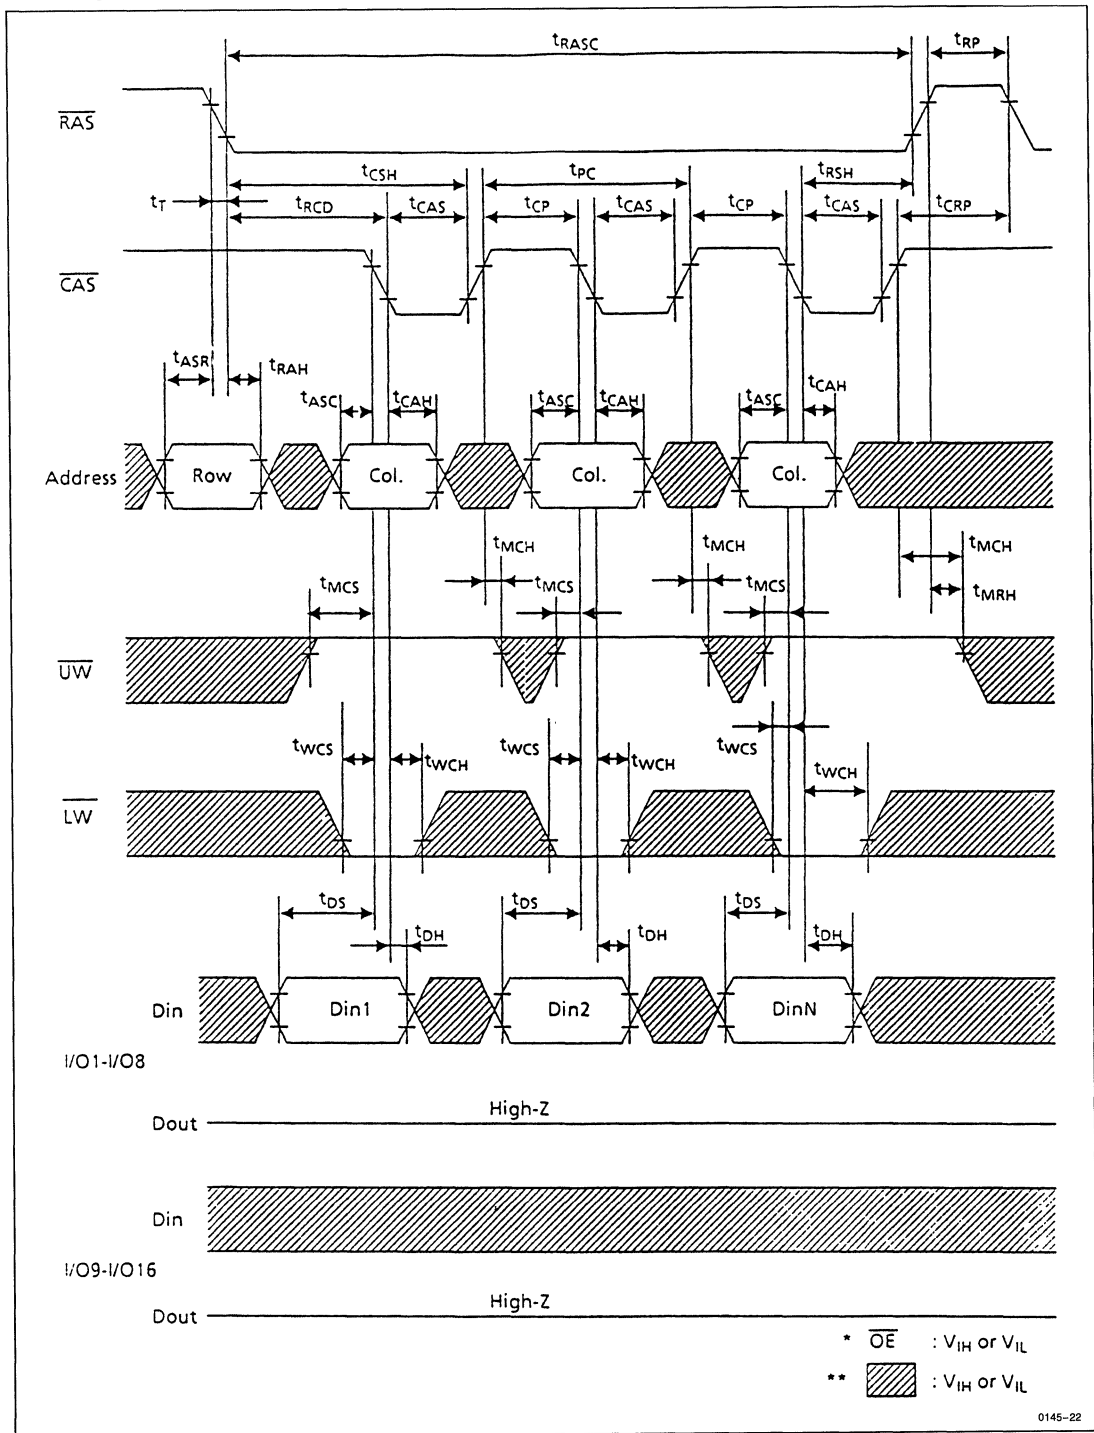 tRASC
tRP
RAS
tCSH
tPC
tRSH
tT
tRCD
tCAS
tCP
tCAS
tCP
tCAS
tCRP
CAS
tASR
tRAH
tASC
tCAH
tASC
tCAH
tASC
tCAH
Address
Row
Col.
Col.
Col.
tMCH
tMCH
tMCH
tMCS
tMCS
tMCS
tMRH
UW
tWCS
tWCH
tWCS
tWCH
tWCS
tWCH
LW
tDS
tDH
tDS
tDH
tDS
tDH
Din
Din1
Din2
DinN
I/O1-I/O8
High-Z
Dout
Din
I/O9-I/O16
High-Z
Dout
* OE : VIH or VIL
** : VIH or VIL
0145-22